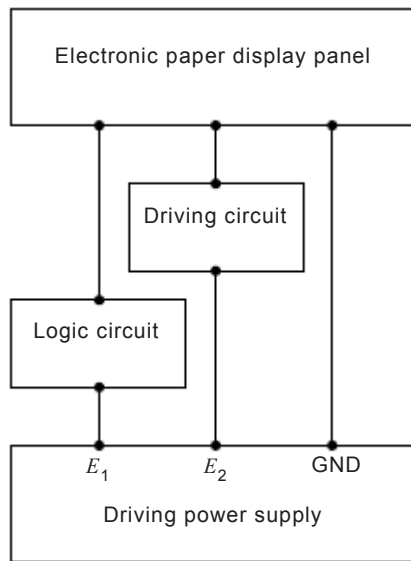 Electronic paper display panel
Driving circuit
Logic circuit
E1 E2 GND
Driving power supply